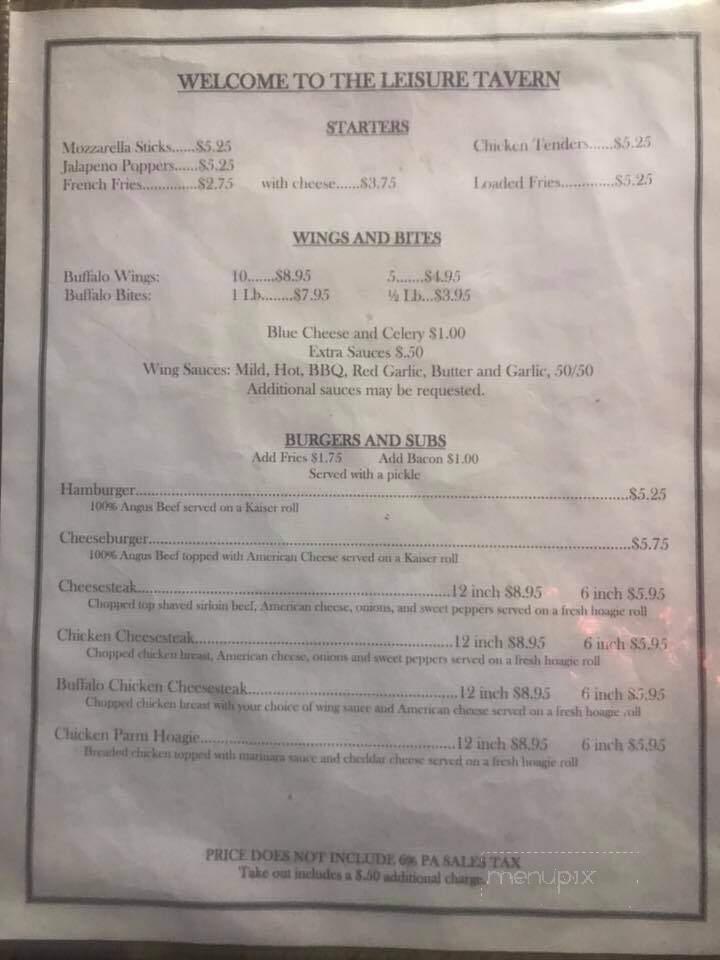 WELCOME TO THE LEISURE TAVERN
STARTERS
Mozzarella Sticks......$5.25 Chicken Tenders......$5.25
Jalapeno Poppers......$5.25
French Fries.............$2.75 with cheese......$3.75 Loaded Fries.............$5.25
WINGS AND BITES
Buffalo Wings: 10.......$8.95 5.......$4.95
Buffalo Bites: 1 Lb........$7.95 ½ Lb...$3.95
Blue Cheese and Celery $1.00
Extra Sauces $.50
Wing Sauces: Mild, Hot, BBQ, Red Garlic, Butter and Garlic, 50/50
Additional sauces may be requested.
BURGERS AND SUBS
Add Fries $1.75 Add Bacon $1.00
Served with a pickle
Hamburger..........................................................................................................$5.25
100% Angus Beef served on a Kaiser roll
Cheeseburger......................................................................................................$5.75
100% Angus Beef topped with American Cheese served on a Kaiser roll
Cheesesteak..................................................................12 inch $8.95 6 inch $5.95
Chopped top shaved sirloin beef, American cheese, onions, and sweet peppers served on a fresh hoagie roll
Chicken Cheesesteak.......................................................12 inch $8.95 6 inch $5.95
Chopped chicken breast, American cheese, onions and sweet peppers served on a fresh hoagie roll
Buffalo Chicken Cheesesteak............................................12 inch $8.95 6 inch $5.95
Chopped chicken breast with your choice of wing sauce and American cheese served on a fresh hoagie roll
Chicken Parm Hoagie......................................................12 inch $8.95 6 inch $5.95
Breaded chicken topped with marinara sauce and cheddar cheese served on a fresh hoagie roll
PRICE DOES NOT INCLUDE 6% PA SALES TAX
Take out includes a $.50 additional charge.
menupix